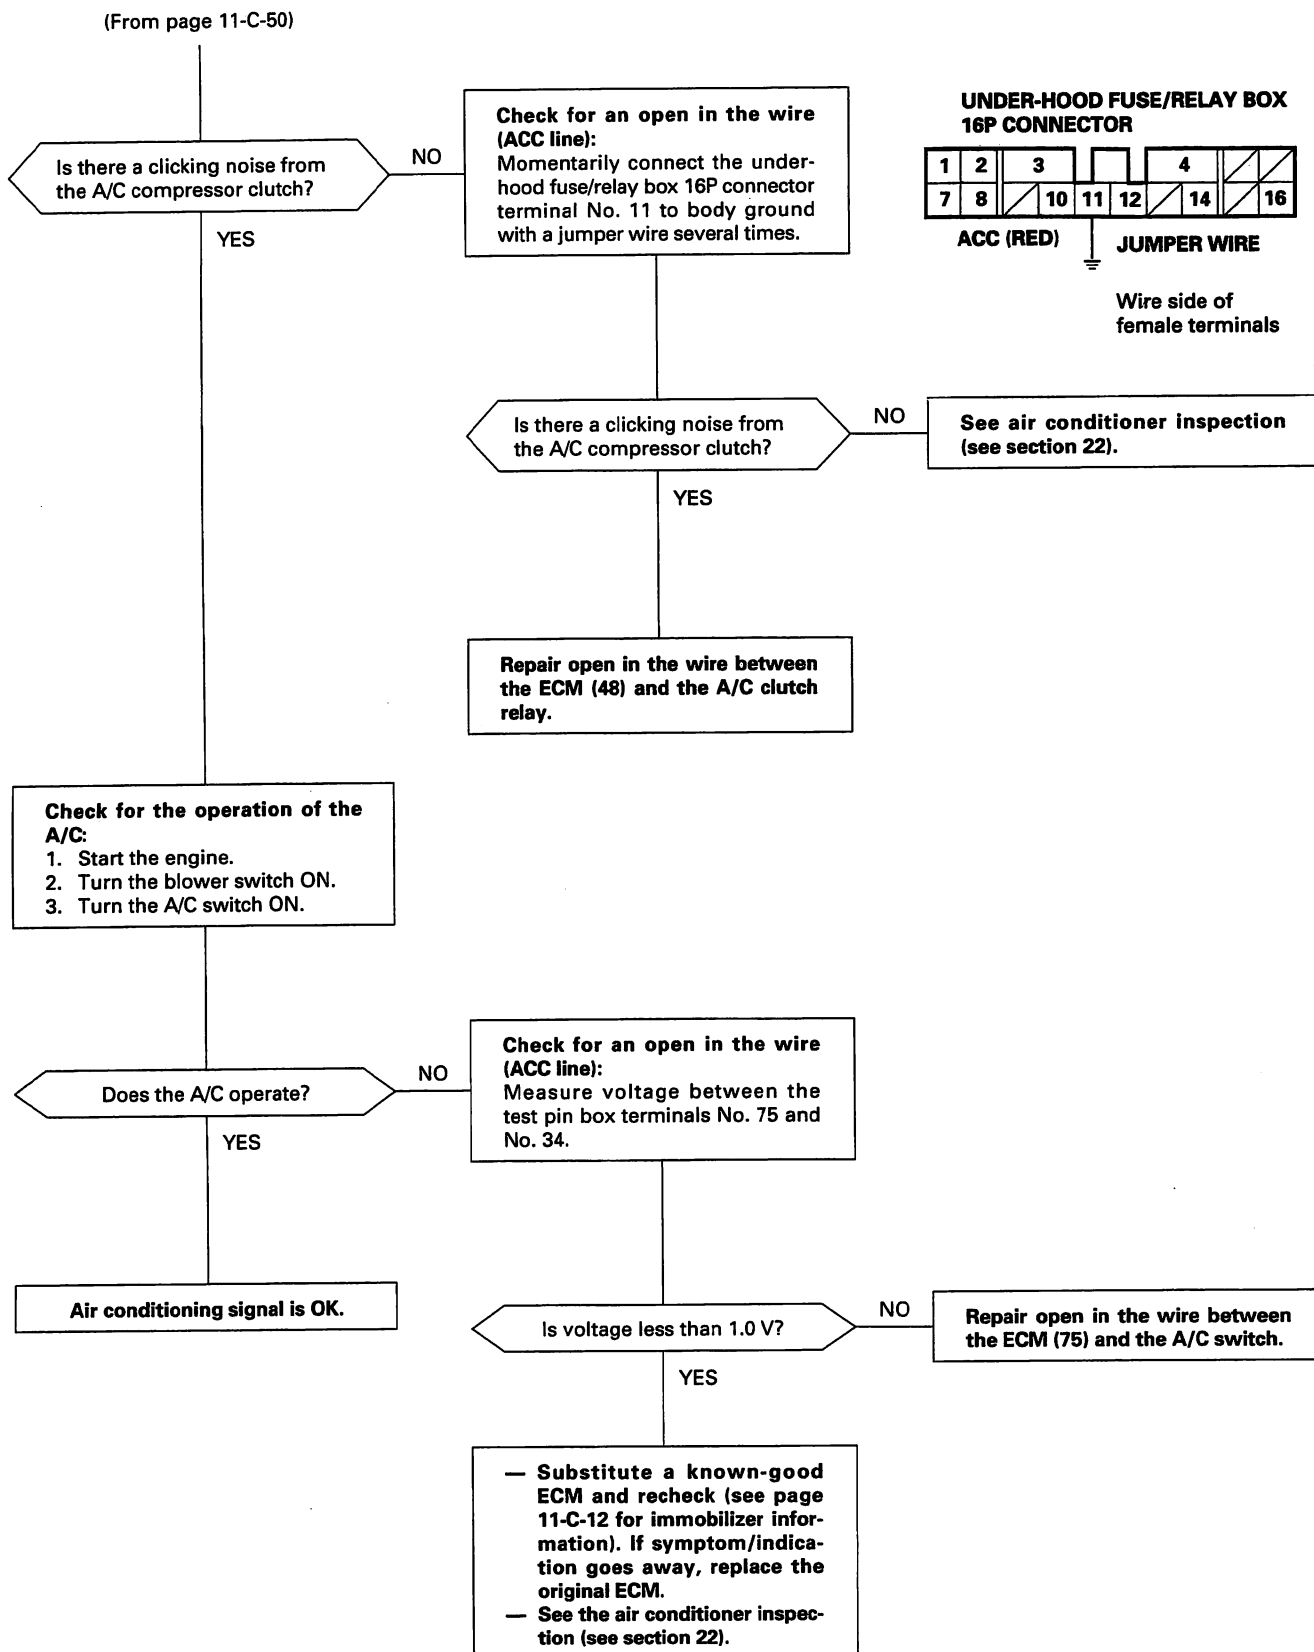 (From page 11-C-50)
Is there a clicking noise from
the A/C compressor clutch?
NO
YES
Check for an open in the wire
(ACC line):
Momentarily connect the under-
hood fuse/relay box 16P connector
terminal No. 11 to body ground
with a jumper wire several times.
UNDER-HOOD FUSE/RELAY BOX
16P CONNECTOR
1 2 3 4
7 8 10 11 12 14 16
ACC (RED)
JUMPER WIRE
Wire side of
female terminals
Is there a clicking noise from
the A/C compressor clutch?
NO
YES
See air conditioner inspection
(see section 22).
Repair open in the wire between
the ECM (48) and the A/C clutch
relay.
Check for the operation of the
A/C:
1. Start the engine.
2. Turn the blower switch ON.
3. Turn the A/C switch ON.
Does the A/C operate?
NO
YES
Check for an open in the wire
(ACC line):
Measure voltage between the
test pin box terminals No. 75 and
No. 34.
Air conditioning signal is OK.
Is voltage less than 1.0 V?
NO
YES
Repair open in the wire between
the ECM (75) and the A/C switch.
— Substitute a known-good
ECM and recheck (see page
11-C-12 for immobilizer infor-
mation). If symptom/indica-
tion goes away, replace the
original ECM.
— See the air conditioner inspec-
tion (see section 22).